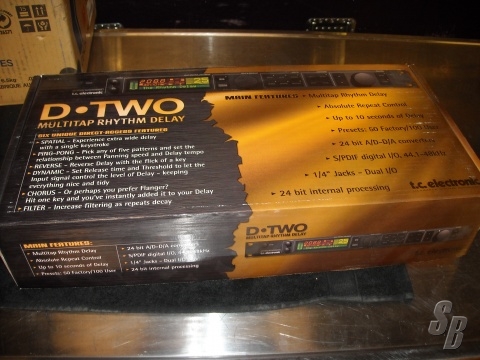 t.c. electronic
D•TWO
MULTITAP RHYTHM DELAY
SIX UNIQUE DIRECT-ACCESS FEATURES
• SPATIAL - Experience extra wide delay
with a single keystroke
• PING-PONG - Pick any of five patterns and set the
relationship between Panning speed and Delay tempo
• REVERSE - Reverse Delay with the flick of a key
• DYNAMIC - Set Release time and Threshold to let the
Input signal control the level of Delay - keeping
everything nice and tidy
• CHORUS - Or perhaps you prefer Flanger?
Hit one key and you've instantly added it to your Delay
• FILTER - Increase filtering as repeats decay
MAIN FEATURES • Multitap Rhythm Delay
• Absolute Repeat Control
• Up to 10 seconds of Delay
• Presets: 50 Factory/100
• 24 bit A/D-D/A
• S/PDIF digital I/O, 44.1-48kHz
• 1/4" Jacks - Dual I/O
• 24 bit internal processing
t.c. electronic
D•TWO
MULTITAP RHYTHM DELAY
MAIN FEATURES:
• Multitap Rhythm Delay
• Absolute Repeat Control
• Up to 10 seconds of Delay
• Presets: 50 Factory/100 User
• 24 bit A/D-D/A
• S/PDIF digital I/O,
• 1/4" Jacks - Dual I/O
• 24 bit internal processing
SB